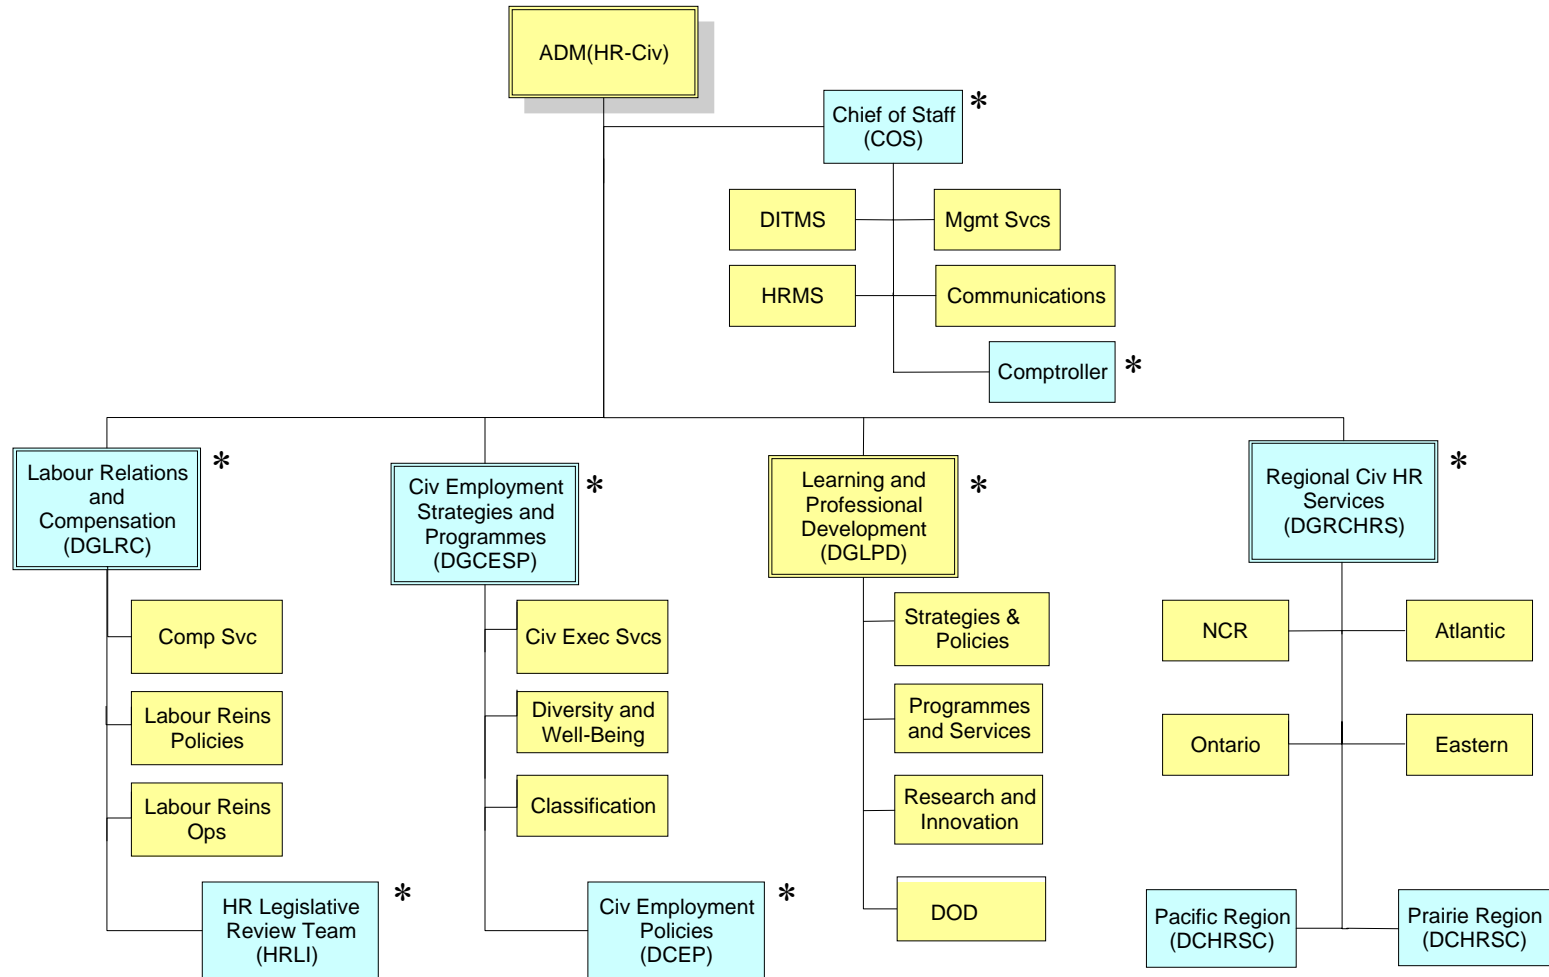 ADM(HR-Civ)
Chief of Staff
(COS)
*
DITMS
Mgmt Svcs
HRMS
Communications
Comptroller
*
Labour Relations
and
Compensation
(DGLRC)
*
Civ Employment
Strategies and
Programmes
(DGCESP)
*
Learning and
Professional
Development
(DGLPD)
*
Regional Civ HR
Services
(DGRCHRS)
*
Comp Svc
Labour Reins
Policies
Labour Reins
Ops
HR Legislative
Review Team
(HRLI)
*
Civ Exec Svcs
Diversity and
Well-Being
Classification
Civ Employment
Policies
(DCEP)
*
Strategies &
Policies
Programmes
and Services
Research and
Innovation
DOD
NCR
Atlantic
Ontario
Eastern
Pacific Region
(DCHRSC)
Prairie Region
(DCHRSC)